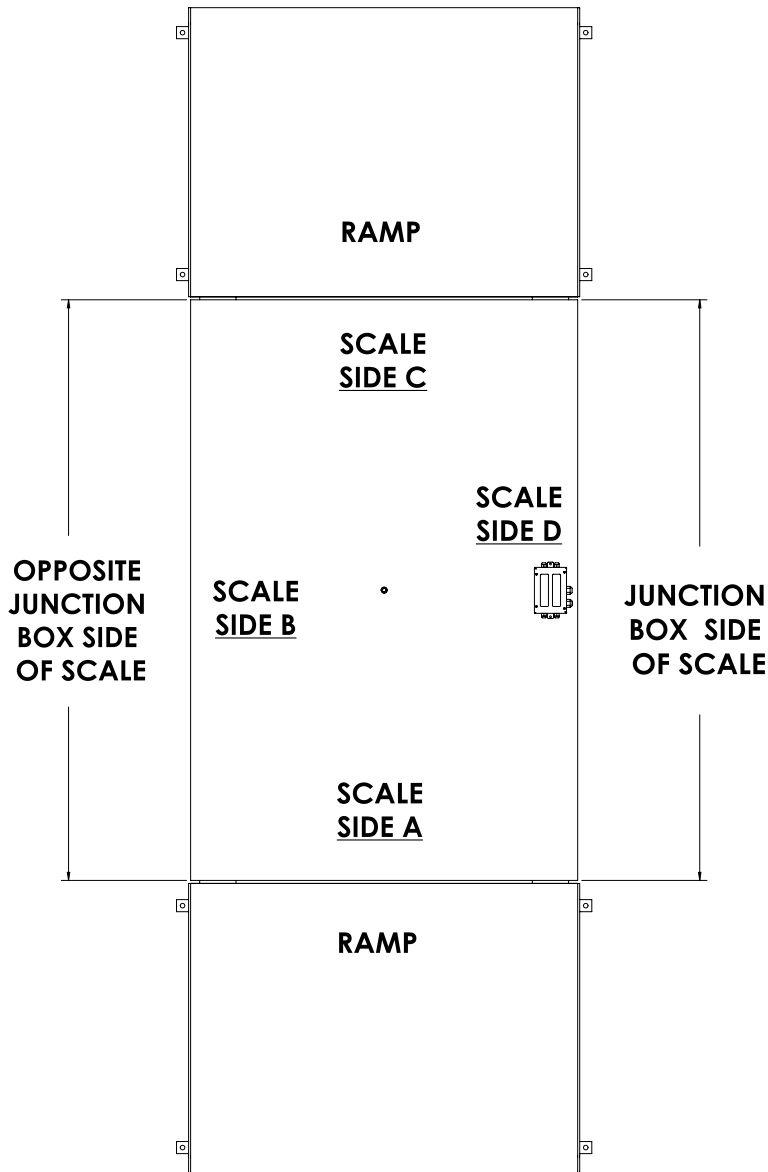 RAMP
SCALE
SIDE C
SCALE
SIDE D
OPPOSITE
JUNCTION
BOX SIDE
OF SCALE
SCALE
SIDE B
JUNCTION
BOX SIDE
OF SCALE
SCALE
SIDE A
RAMP